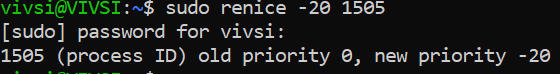 vivsi@VIVSI:~$ sudo renice -20 1505
[sudo] password for vivsi:
1505 (process ID) old priority 0, new priority -20